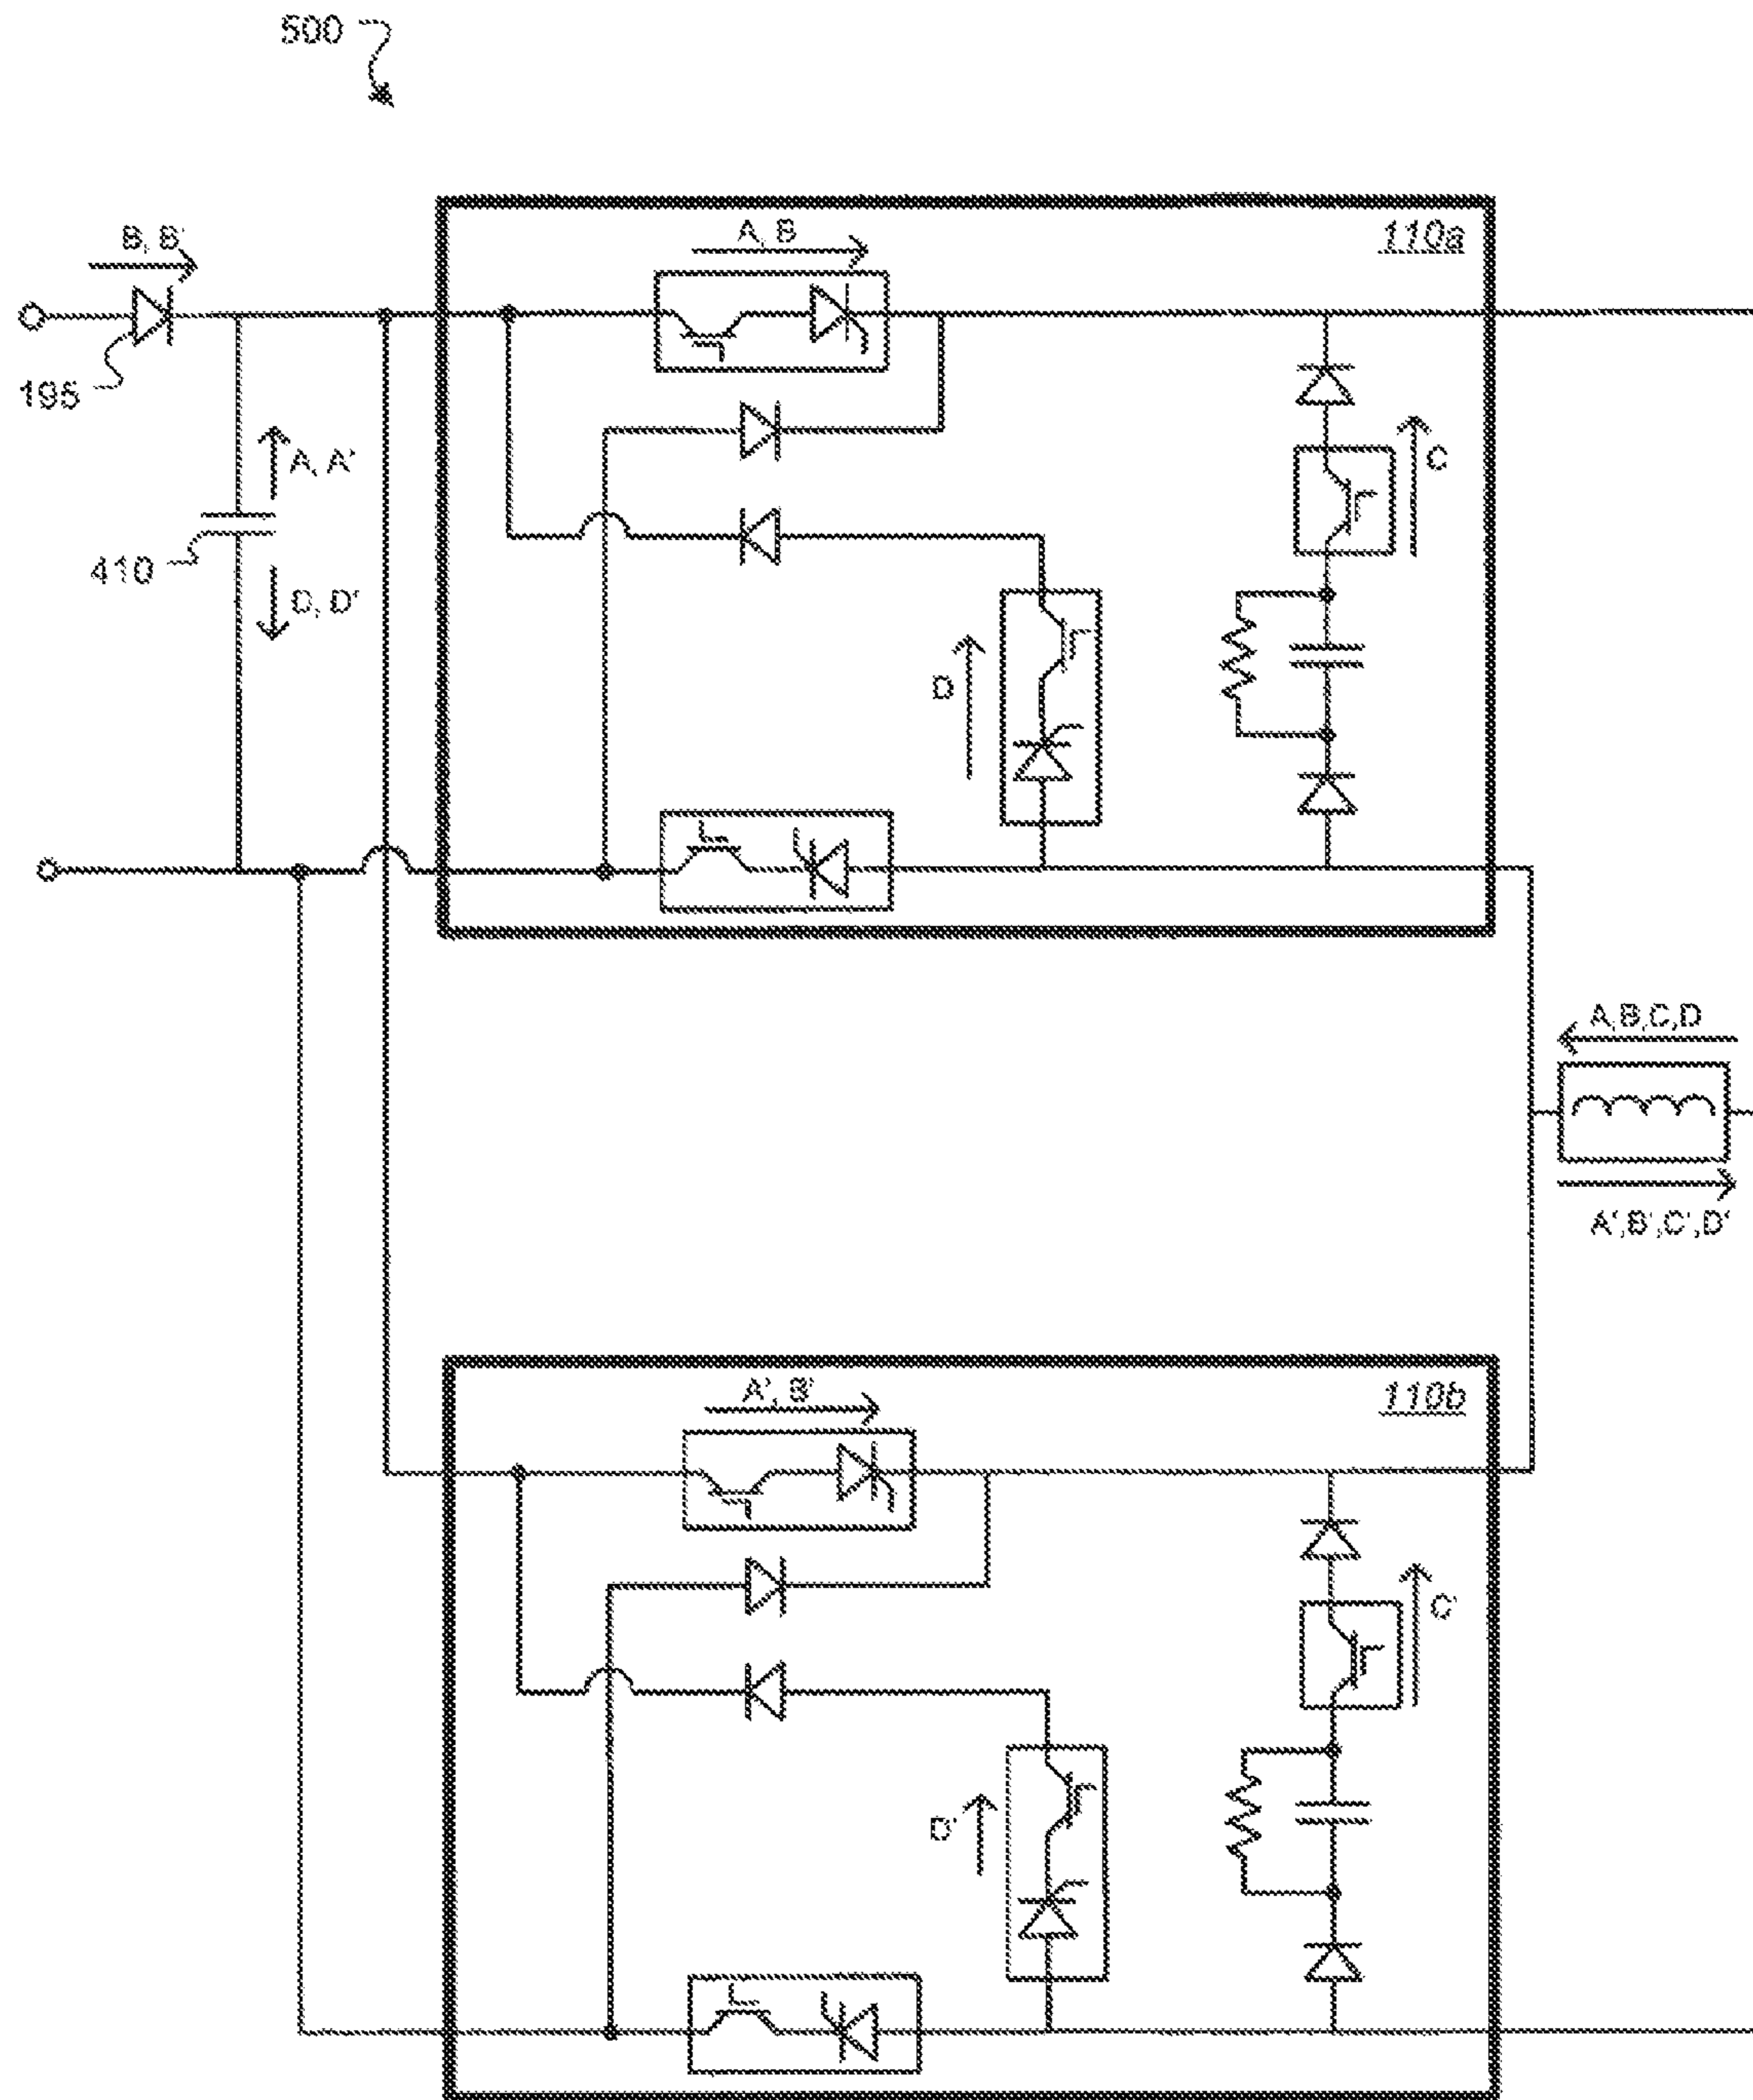 500
B, B'
A, B
110a
195
A, A'
C
410
D, D'
D
A,B,C,D
A',B',C',D'
A', B'
110b
C'
D'